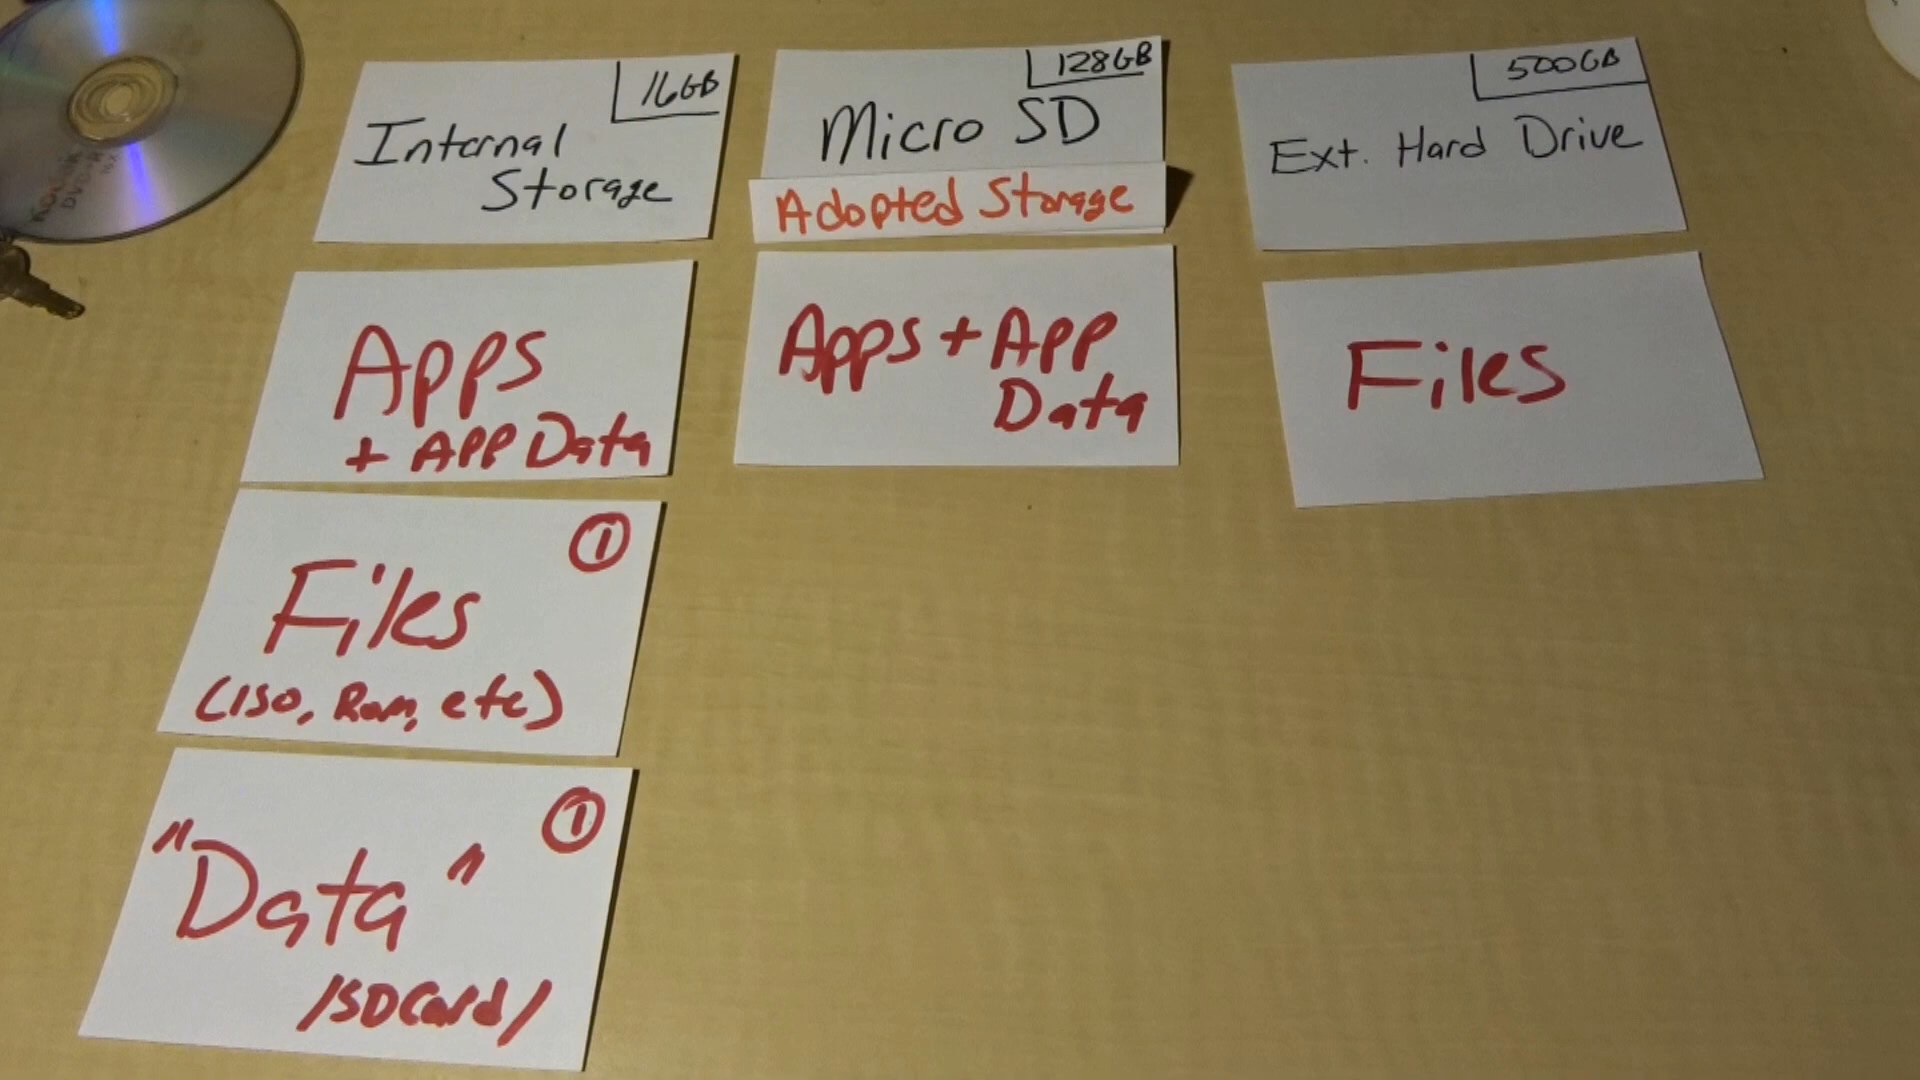 16GB
Internal
Storage
Apps
+ APP Data
1
Files
(ISO, Rom, etc)
1
"Data"
/SDCard/
128GB
Micro SD
Adopted Storage
Apps + APP
Data
500GB
Ext. Hard Drive
Files